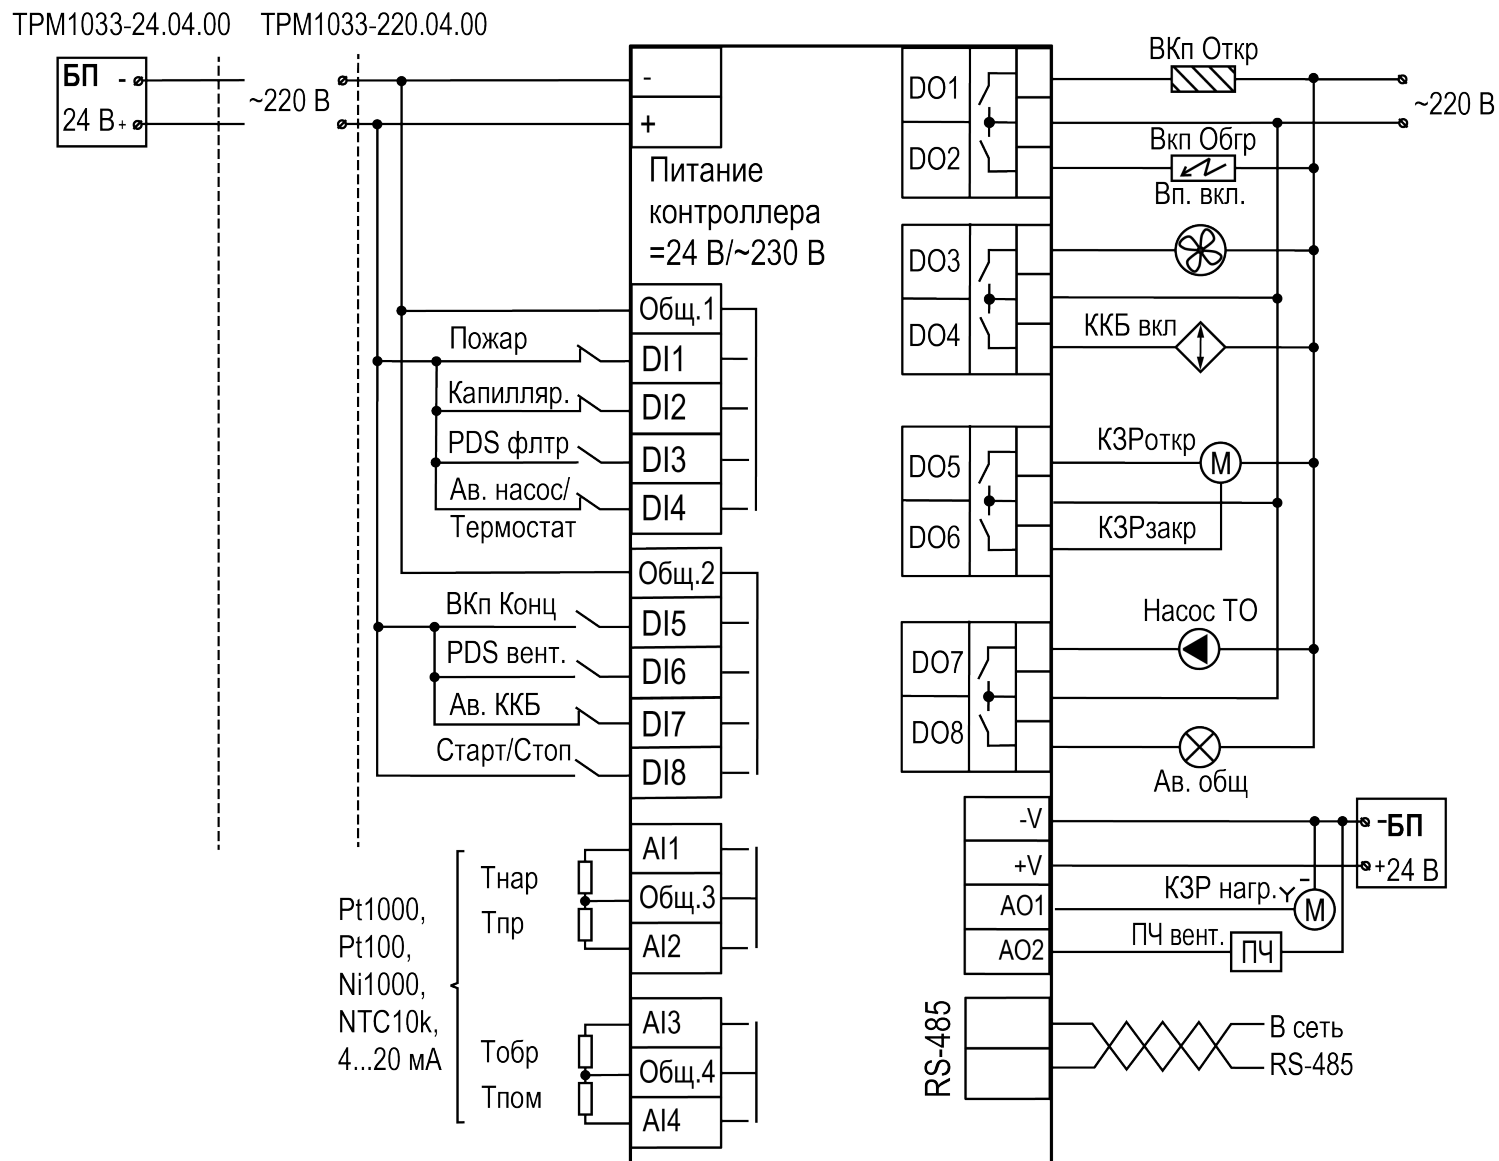 ТРМ1033-24.04.00
ТРМ1033-220.04.00
БП -
24 В +
~220 В
-
+
Питание
контроллера
=24 В/~230 В
Общ.1
Пожар
DI1
Капилляр.
DI2
PDS флтр
DI3
Ав. насос/
Термостат
DI4
Общ.2
ВКп Конц
DI5
PDS вент.
DI6
Ав. ККБ
DI7
Старт/Стоп
DI8
Pt1000,
Pt100,
Ni1000,
NTC10k,
4...20 мА
Тнар
Тпр
AI1
Общ.3
AI2
Тобр
Тпом
AI3
Общ.4
AI4
DO1
DO2
ВКп Откр
~220 В
Вкп Обгр
Вп. вкл.
DO3
DO4
ККБ вкл
DO5
DO6
КЗРоткр
М
КЗРзакр
DO7
DO8
Насос ТО
Ав. общ
-V
+V
AO1
AO2
- БП
+24 В
КЗР нагр. Y -
М
ПЧ вент.
ПЧ
RS-485
В сеть
RS-485